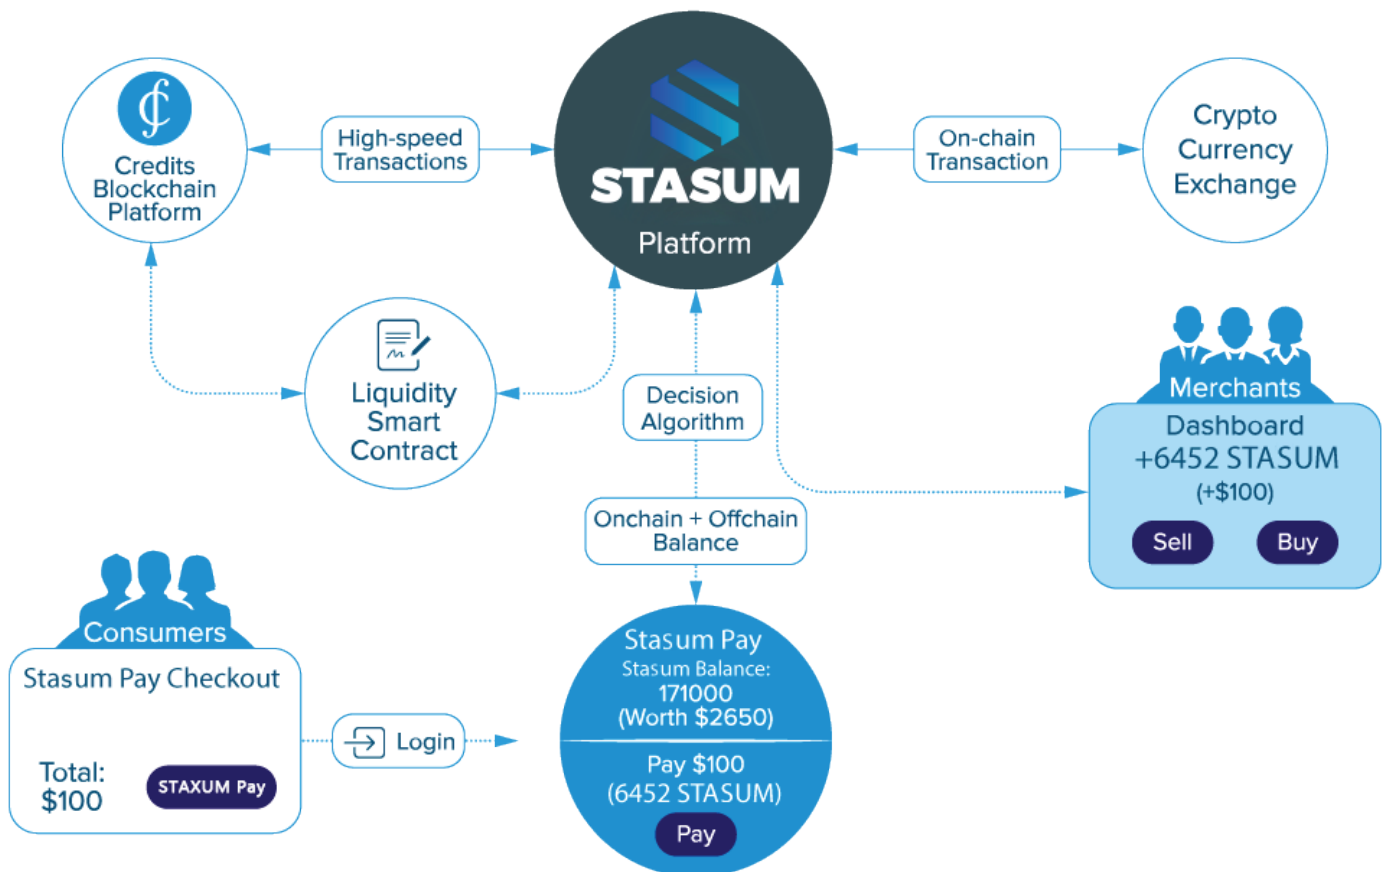 STASUM
Platform
Credits
Blockchain
Platform
High-speed
Transactions
On-chain
Transaction
Crypto
Currency
Exchange
Liquidity
Smart
Contract
Decision
Algorithm
Onchain + Offchain
Balance
Merchants
Dashboard
+6452 STASUM
(+$100)
Sell
Buy
Consumers
Stasum Pay Checkout
Total:
$100
STAXUM Pay
Login
Stasum Pay
Stasum Balance:
171000
(Worth $2650)
Pay $100
(6452 STASUM)
Pay